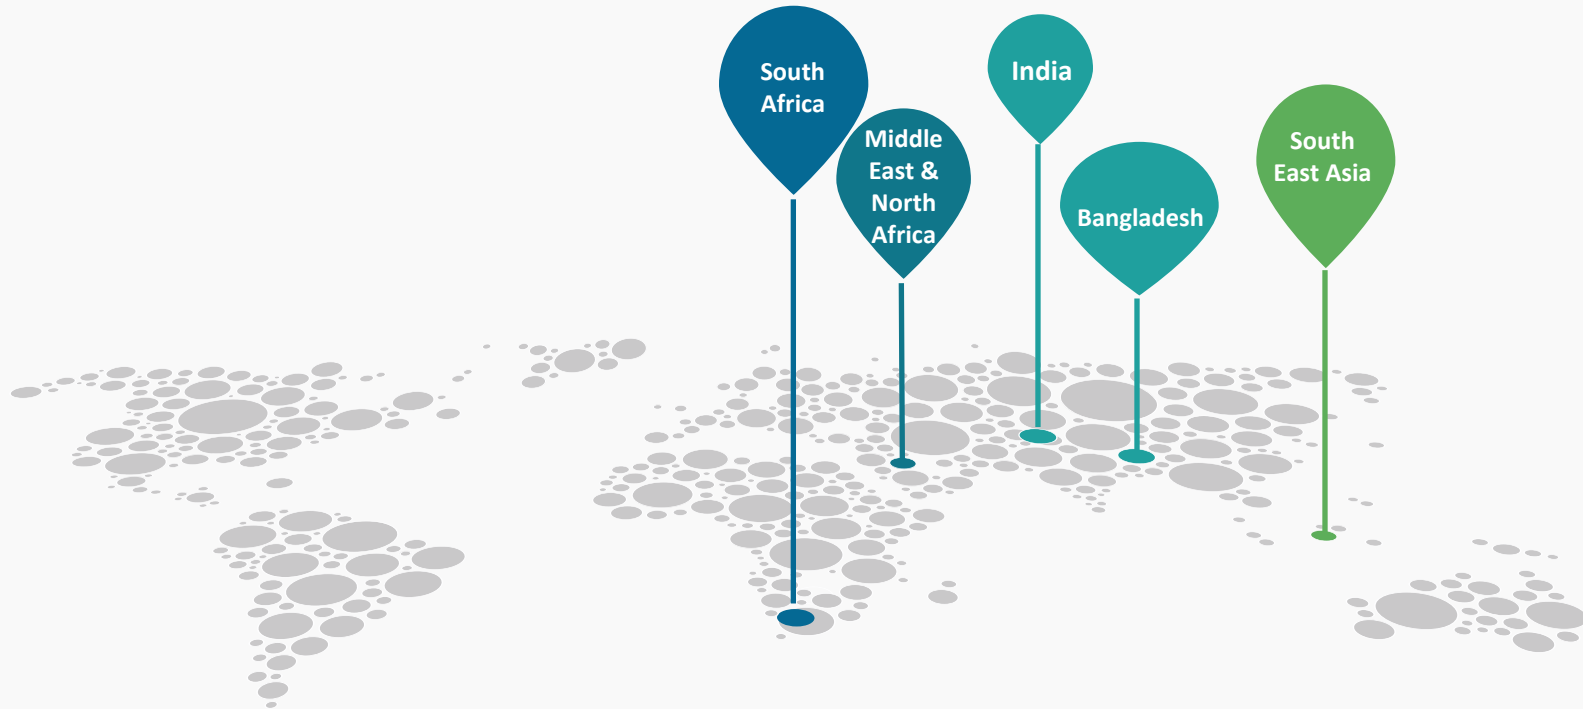 South
Africa
Middle
East &
North
Africa
India
Bangladesh
South
East Asia